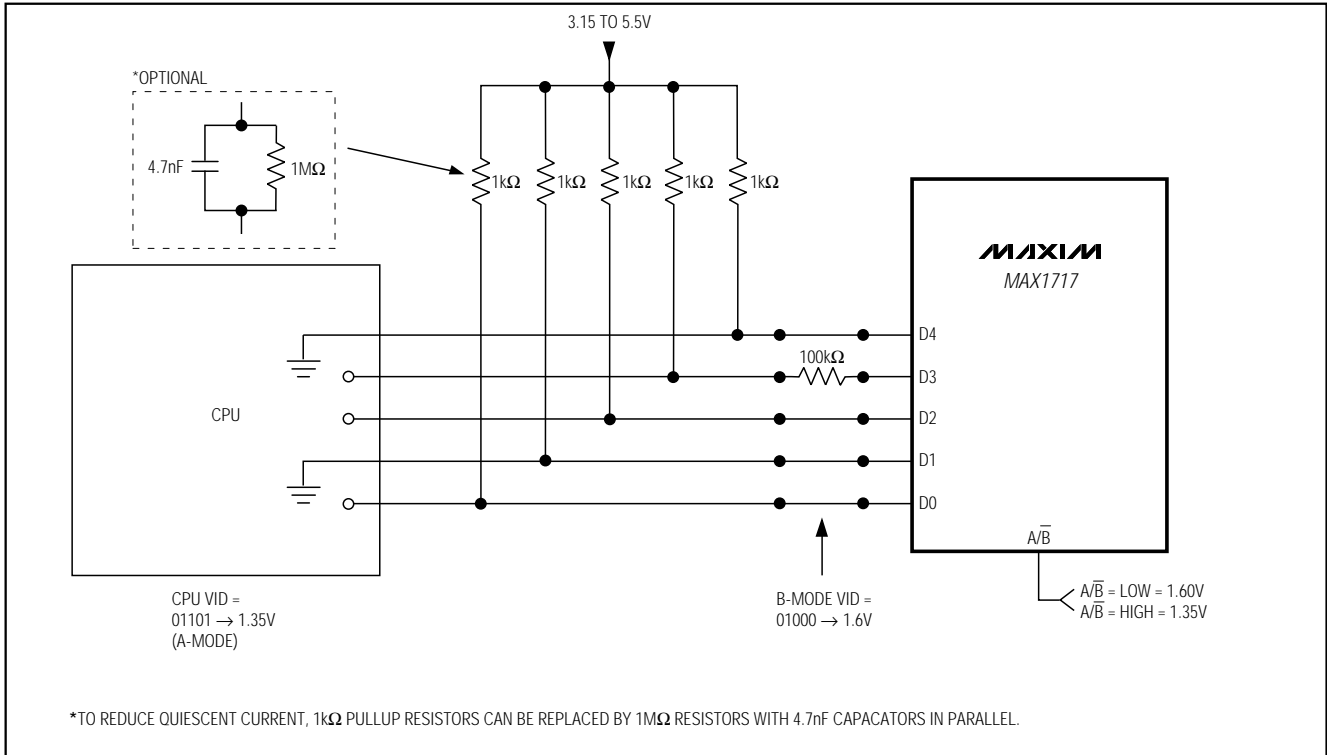 3.15 TO 5.5V
*OPTIONAL
4.7nF
1MΩ
1kΩ 1kΩ 1kΩ 1kΩ 1kΩ
MAXIM
MAX1717
D4
100kΩ
D3
CPU
D2
D1
D0
A/B̅
CPU VID =
01101 → 1.35V
(A-MODE)
B-MODE VID =
01000 → 1.6V
A/B̅ = LOW = 1.60V
A/B̅ = HIGH = 1.35V
*TO REDUCE QUIESCENT CURRENT, 1kΩ PULLUP RESISTORS CAN BE REPLACED BY 1MΩ RESISTORS WITH 4.7nF CAPACATORS IN PARALLEL.